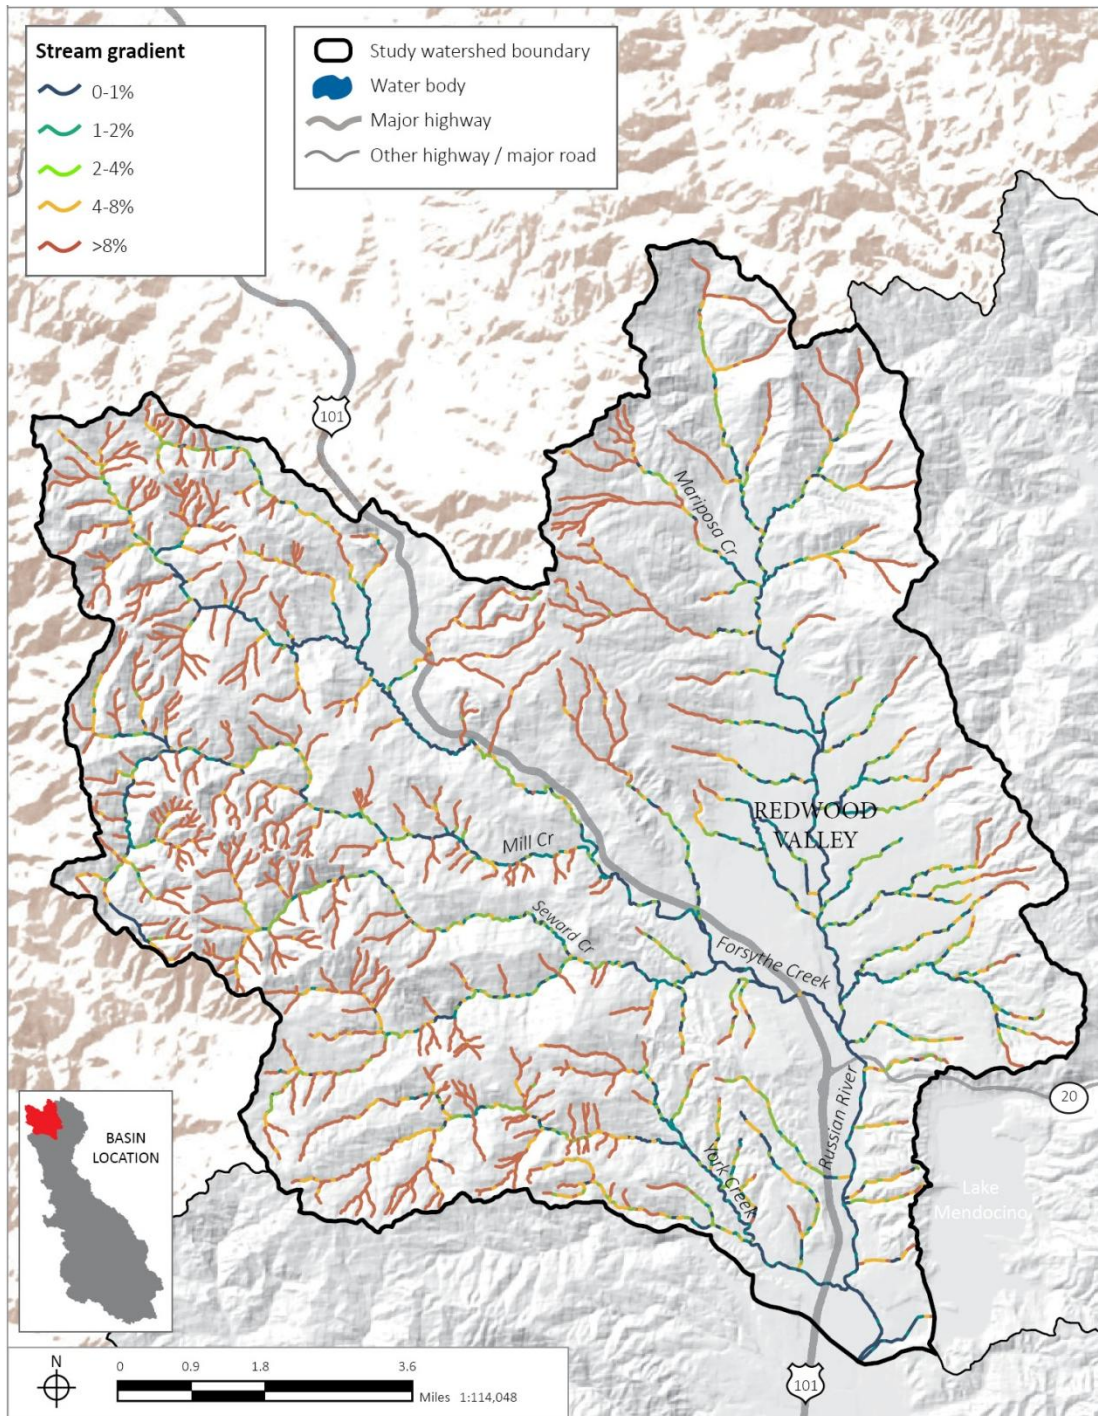 Stream gradient
0-1%
1-2%
2-4%
4-8%
>8%
Study watershed boundary
Water body
Major highway
Other highway / major road
101
Mariposa Cr
REDWOOD
VALLEY
Mill Cr
Seward Cr
Forsythe Creek
Russian River
20
York Creek
Lake
Mendocino
BASIN
LOCATION
N
0 0.9 1.8 3.6
Miles 1:114,048
101